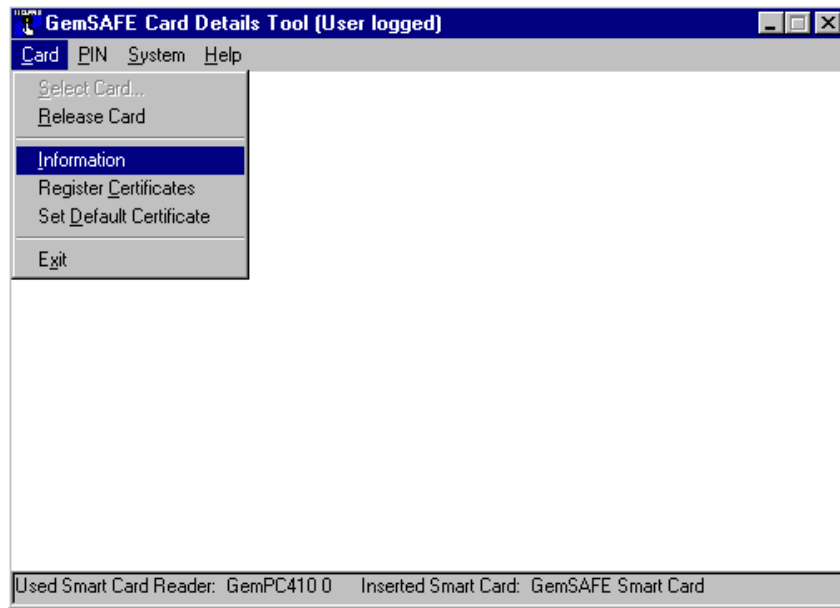 GemSAFE Card Details Tool (User logged)
Card PIN System Help
Select Card...
Release Card
Information
Register Certificates
Set Default Certificate
Exit
Used Smart Card Reader: GemPC410 0 Inserted Smart Card: GemSAFE Smart Card